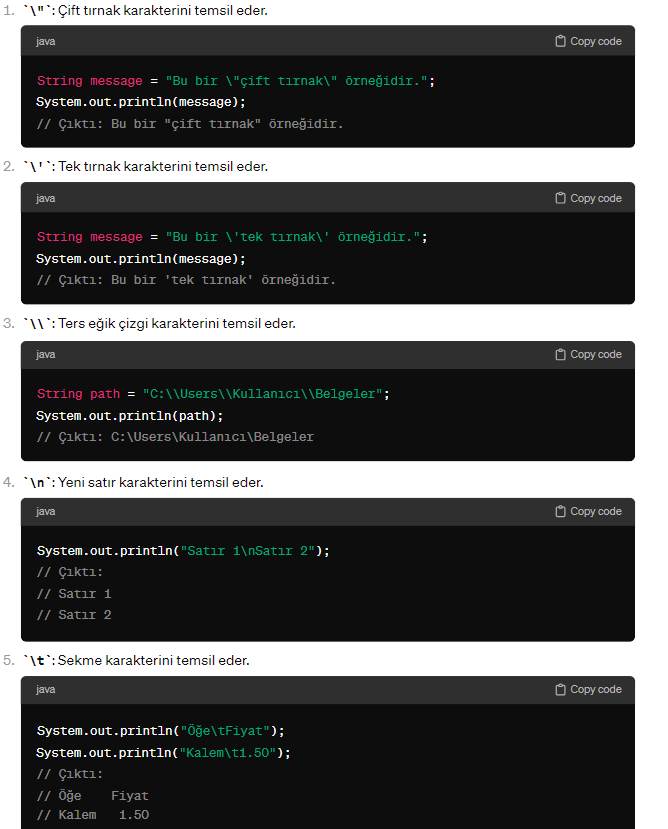 1. `\"`: Çift tırnak karakterini temsil eder.
java Copy code
String message = "Bu bir \"çift tırnak\" örneğidir.";
System.out.println(message);
// Çıktı: Bu bir "çift tırnak" örneğidir.
2. `\'`: Tek tırnak karakterini temsil eder.
java Copy code
String message = "Bu bir \'tek tırnak\' örneğidir.";
System.out.println(message);
// Çıktı: Bu bir 'tek tırnak' örneğidir.
3. `\\`: Ters eğik çizgi karakterini temsil eder.
java Copy code
String path = "C:\\Users\\Kullanıcı\\Belgeler";
System.out.println(path);
// Çıktı: C:\Users\Kullanıcı\Belgeler
4. `\n`: Yeni satır karakterini temsil eder.
java Copy code
System.out.println("Satır 1\nSatır 2");
// Çıktı:
// Satır 1
// Satır 2
5. `\t`: Sekme karakterini temsil eder.
java Copy code
System.out.println("Öğe\tFiyat");
System.out.println("Kalem\t1.50");
// Çıktı:
// Öğe    Fiyat
// Kalem   1.50